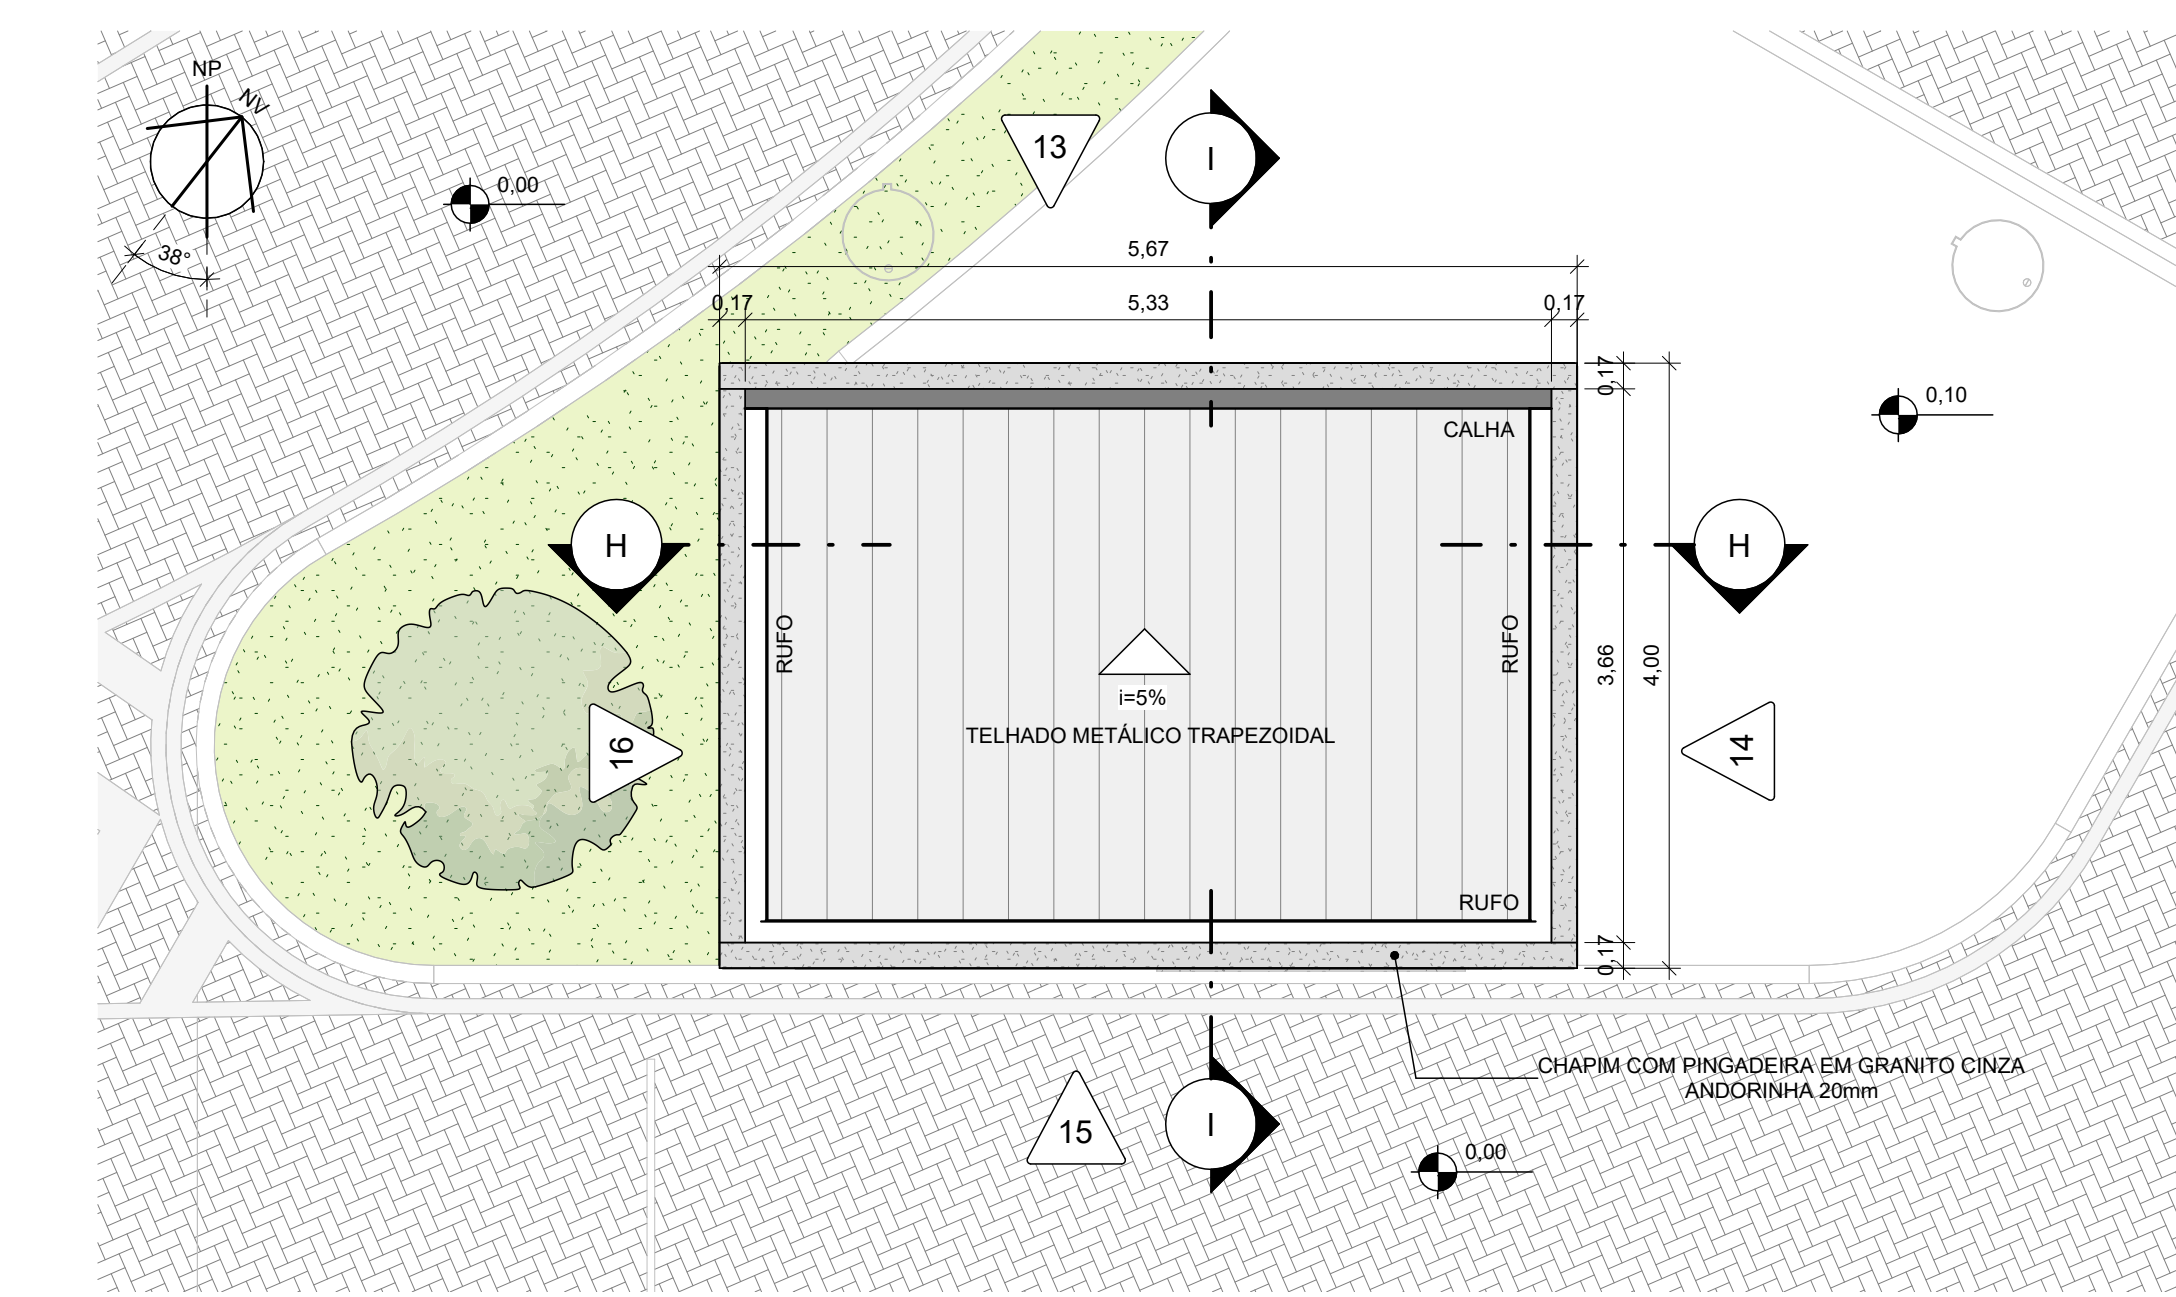 NP
NV
38°
0,00
13
I
5,67
0,17
5,33
0,17
0,17
0,10
CALHA
H
H
RUFO
RUFO
3,66
4,00
i=5%
16
14
TELHADO METÁLICO TRAPEZOIDAL
RUFO
0,17
CHAPIM COM PINGADEIRA EM GRANITO CINZA
ANDORINHA 20mm
15
I
0,00